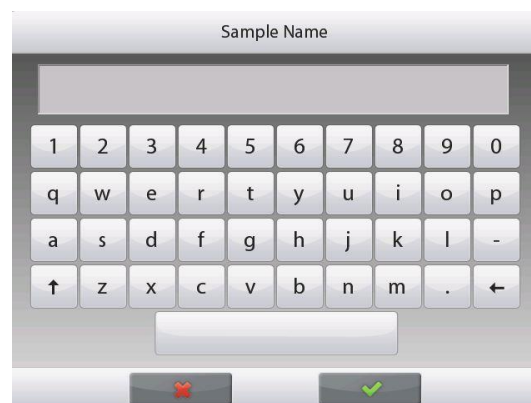 Sample Name
1 2 3 4 5 6 7 8 9 0
q w e r t y u i o p
a s d f g h j k l -
↑ z x c v b n m . ←